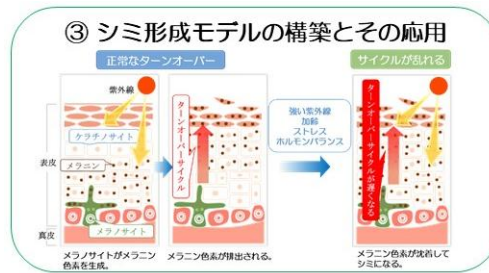 ③ シミ形成モデルの構築とその応用
正常なターンオーバー
サイクルが乱れる
紫外線
ケラチノサイト
メラニン
メラノサイト
表皮
真皮
メラノサイトがメラニン
色素を生成。
ターンオーバーサイクル
メラニン色素が排出される。
強い紫外線
加齢
ストレス
ホルモンバランス
ターンオーバーサイクルが遅くなる
メラニン色素が沈着して
シミになる。